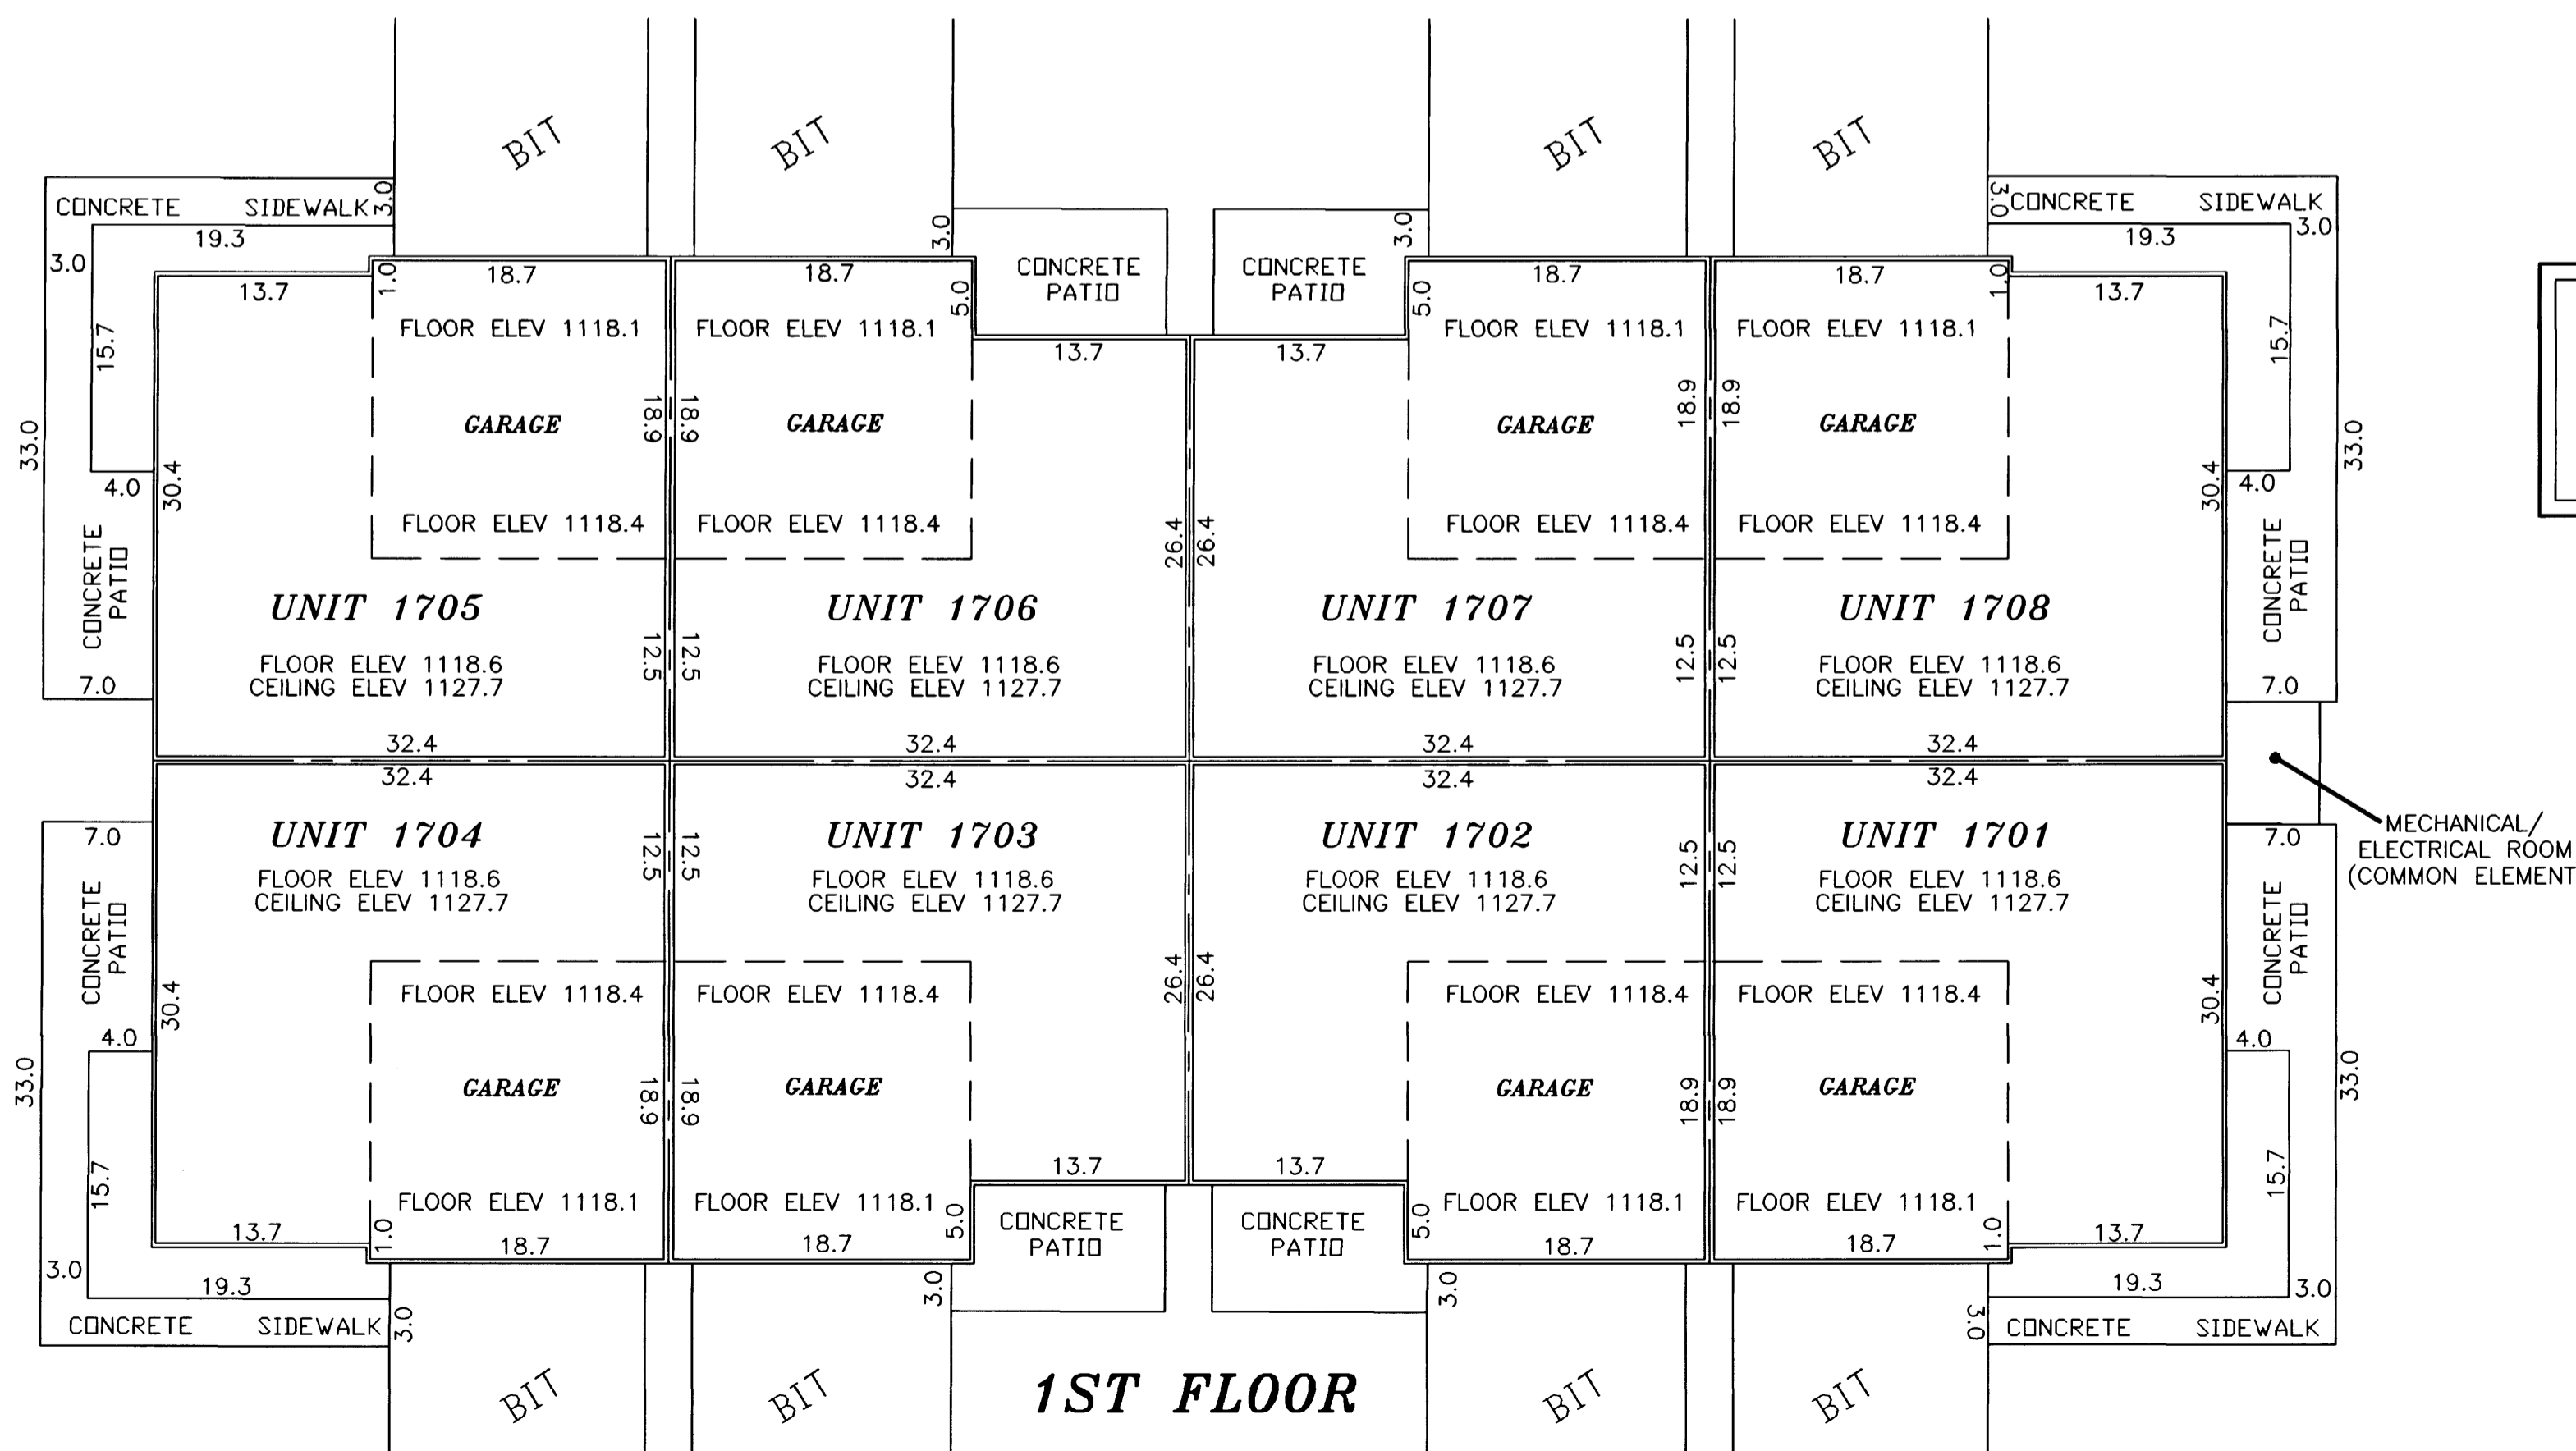 BIT
BIT
BIT
BIT
CONCRETE SIDEWALK
3.0
3.0
CONCRETE SIDEWALK
19.3
3.0
3.0
19.3
3.0
3.0
CONCRETE
PATIO
CONCRETE
PATIO
13.7
1.0
18.7
18.7
5.0
5.0
18.7
18.7
1.0
13.7
FLOOR ELEV 1118.1
FLOOR ELEV 1118.1
FLOOR ELEV 1118.1
FLOOR ELEV 1118.1
15.7
13.7
13.7
15.7
33.0
4.0
30.4
GARAGE
18.9
18.9
GARAGE
GARAGE
18.9
18.9
GARAGE
30.4
4.0
33.0
FLOOR ELEV 1118.4
FLOOR ELEV 1118.4
26.4
26.4
FLOOR ELEV 1118.4
FLOOR ELEV 1118.4
CONCRETE
PATIO
CONCRETE
PATIO
UNIT 1705
UNIT 1706
UNIT 1707
UNIT 1708
12.5
12.5
12.5
12.5
FLOOR ELEV 1118.6
CEILING ELEV 1127.7
FLOOR ELEV 1118.6
CEILING ELEV 1127.7
FLOOR ELEV 1118.6
CEILING ELEV 1127.7
FLOOR ELEV 1118.6
CEILING ELEV 1127.7
7.0
7.0
32.4
32.4
32.4
32.4
32.4
32.4
32.4
32.4
MECHANICAL/
ELECTRICAL ROOM
(COMMON ELEMENT
7.0
7.0
UNIT 1704
UNIT 1703
UNIT 1702
UNIT 1701
12.5
12.5
12.5
12.5
FLOOR ELEV 1118.6
CEILING ELEV 1127.7
FLOOR ELEV 1118.6
CEILING ELEV 1127.7
FLOOR ELEV 1118.6
CEILING ELEV 1127.7
FLOOR ELEV 1118.6
CEILING ELEV 1127.7
CONCRETE
PATIO
CONCRETE
PATIO
FLOOR ELEV 1118.4
FLOOR ELEV 1118.4
26.4
26.4
FLOOR ELEV 1118.4
FLOOR ELEV 1118.4
33.0
4.0
30.4
GARAGE
18.9
18.9
GARAGE
GARAGE
18.9
18.9
GARAGE
30.4
4.0
33.0
15.7
13.7
13.7
15.7
FLOOR ELEV 1118.1
FLOOR ELEV 1118.1
FLOOR ELEV 1118.1
FLOOR ELEV 1118.1
13.7
1.0
18.7
18.7
5.0
CONCRETE
PATIO
CONCRETE
PATIO
5.0
18.7
18.7
1.0
13.7
3.0
19.3
3.0
3.0
19.3
3.0
CONCRETE SIDEWALK
3.0
3.0
CONCRETE SIDEWALK
BIT
BIT
1ST FLOOR
BIT
BIT